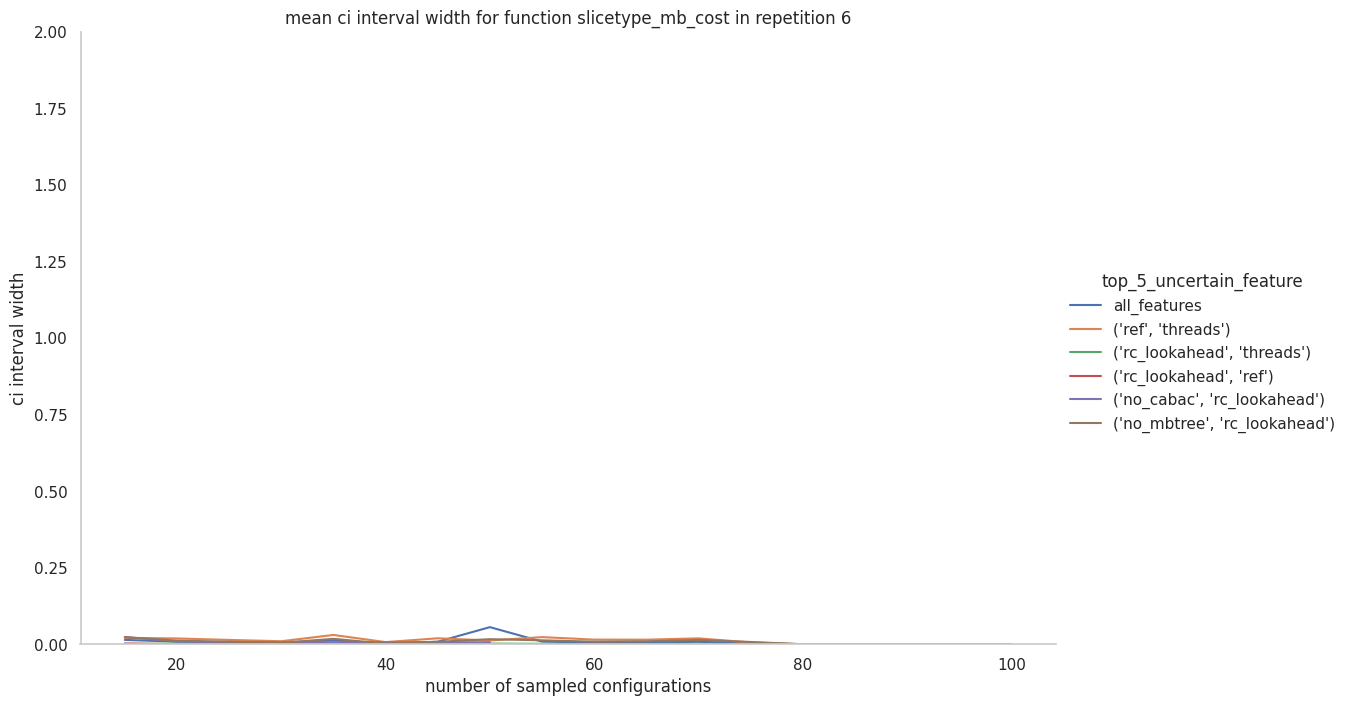 mean ci interval width for function slicetype_mb_cost in repetition 6
2.00
1.75
1.50
1.25
1.00
0.75
0.50
0.25
0.00
ci interval width
20
40
60
80
100
number of sampled configurations
top_5_uncertain_feature
all_features
('ref', 'threads')
('rc_lookahead', 'threads')
('rc_lookahead', 'ref')
('no_cabac', 'rc_lookahead')
('no_mbtree', 'rc_lookahead')